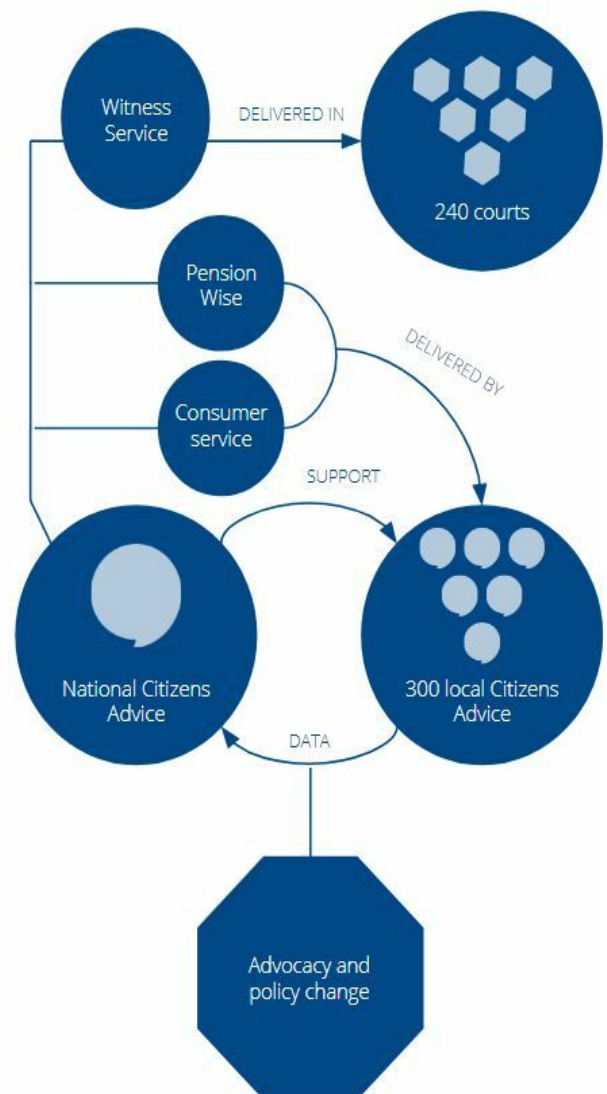 Witness
Service
DELIVERED IN
240 courts
Pension
Wise
DELIVERED BY
Consumer
service
SUPPORT
National Citizens
Advice
300 local Citizens
Advice
DATA
Advocacy and
policy change